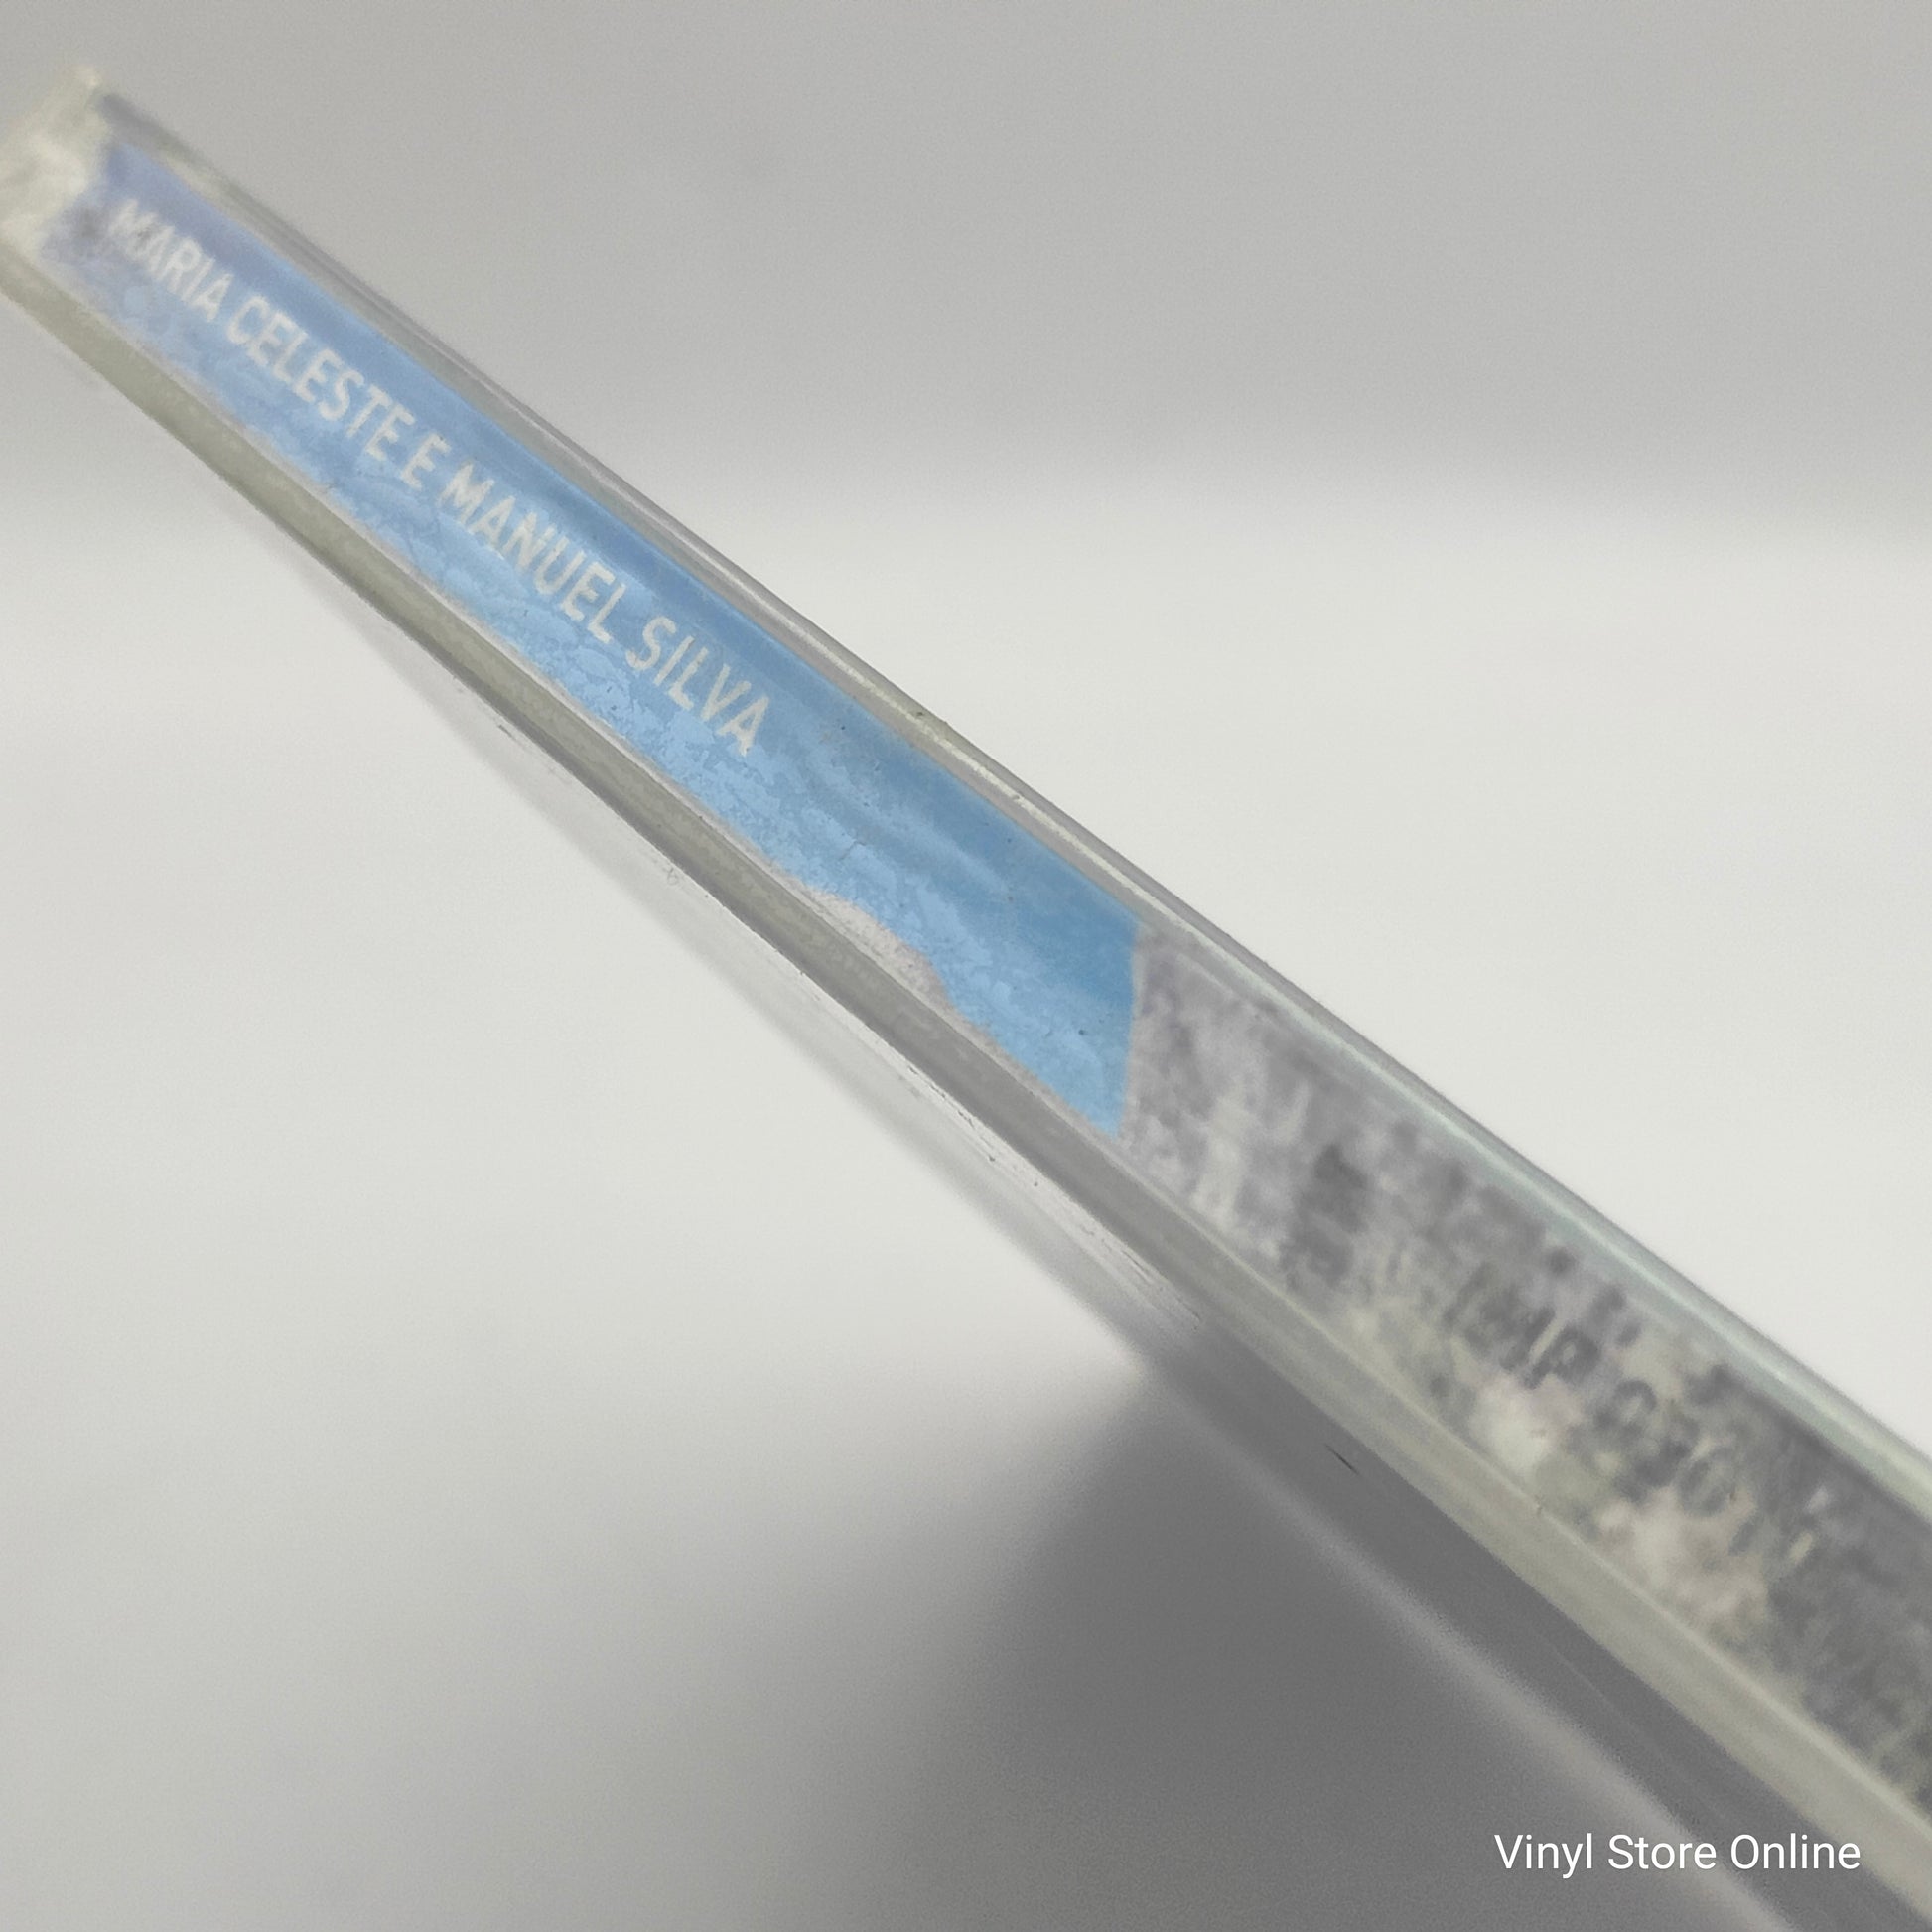 MARIA CELESTE E MANUEL SILVA
Vinyl Store Online